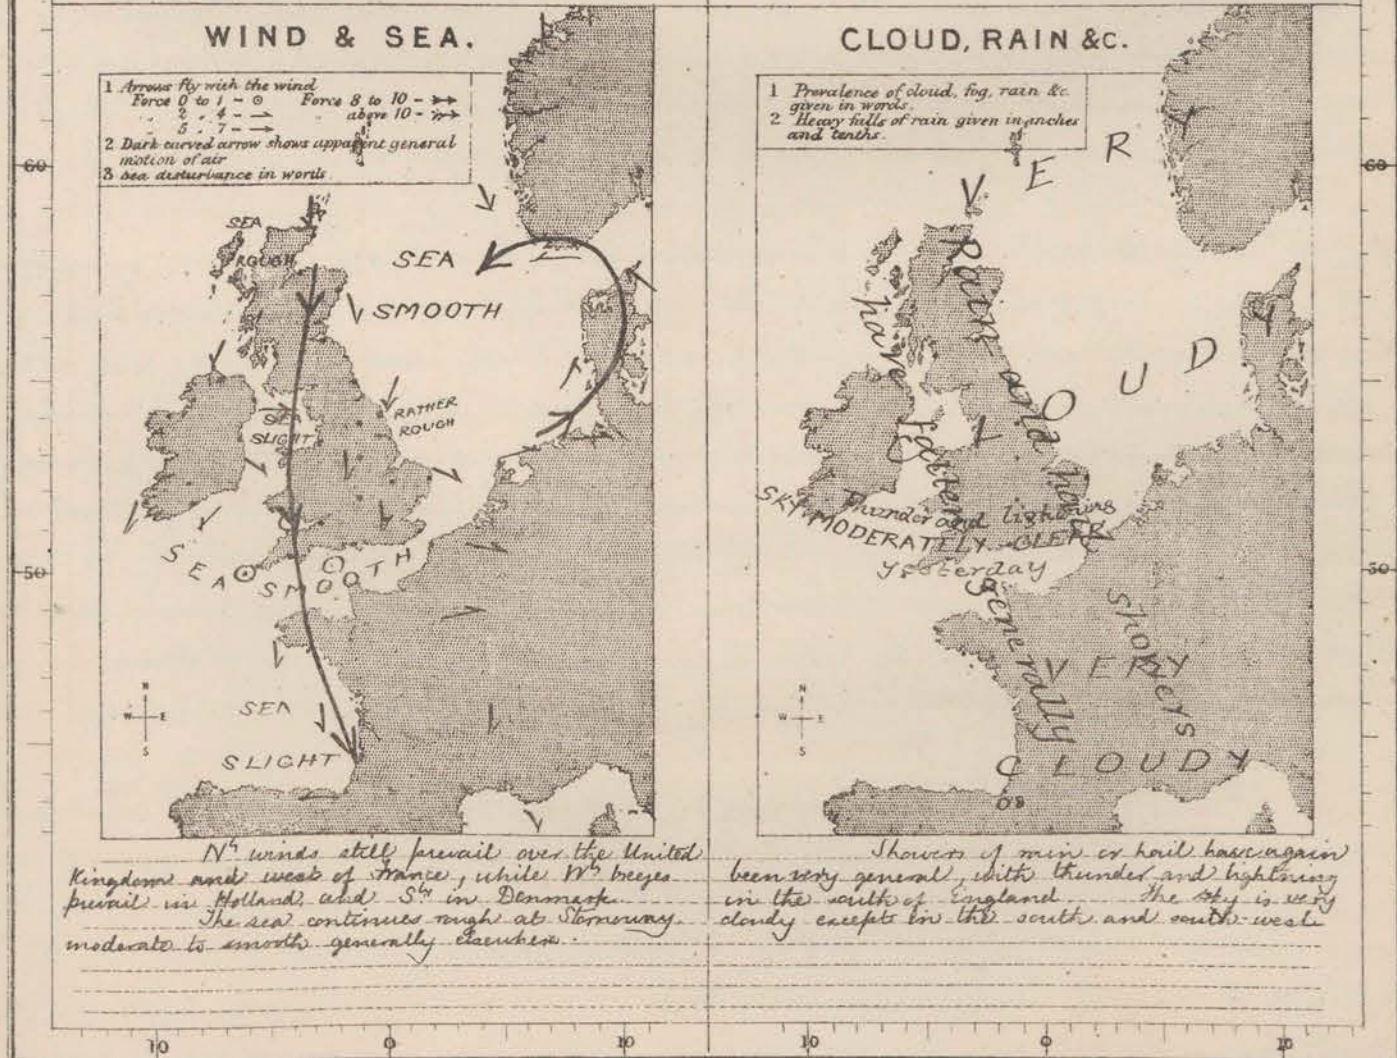 WIND & SEA.
1 Arrows fly with the wind
Force 0 to 1 - ⊙ Force 8 to 10 -
" 2 " 4 - " above 10 -
" 5 " 7 -
2 Dark curved arrow shows apparent general
motion of air
3 Sea disturbance in words.
60
SEA
ROUGH
SEA
SMOOTH
RATHER
ROUGH
SEA
SLIGHT
SEA SMOOTH
50
N
W E
S
SEA
SLIGHT
Nly winds still prevail over the United
Kingdom and west of France, while Wly breezes
prevail in Holland, and Sly in Denmark.
The sea continues rough at Stornoway.
moderate to smooth generally elsewhere.
10 0 10
CLOUD, RAIN &c.
1 Prevalence of cloud, fog, rain &c.
given in words.
2 Heavy falls of rain given in inches
and tenths.
60
VERY
CLOUDY
Rain and hail
showers
have fallen
generally
Thunder and lightning
yesterday
SKY MODERATELY CLEAR
50
VERY
CLOUDY
0.8
N
W E
S
Showers of rain or hail have again
been very general, with thunder and lightning
in the south of England. The sky is very
cloudy except in the south and south-west
10 0 10